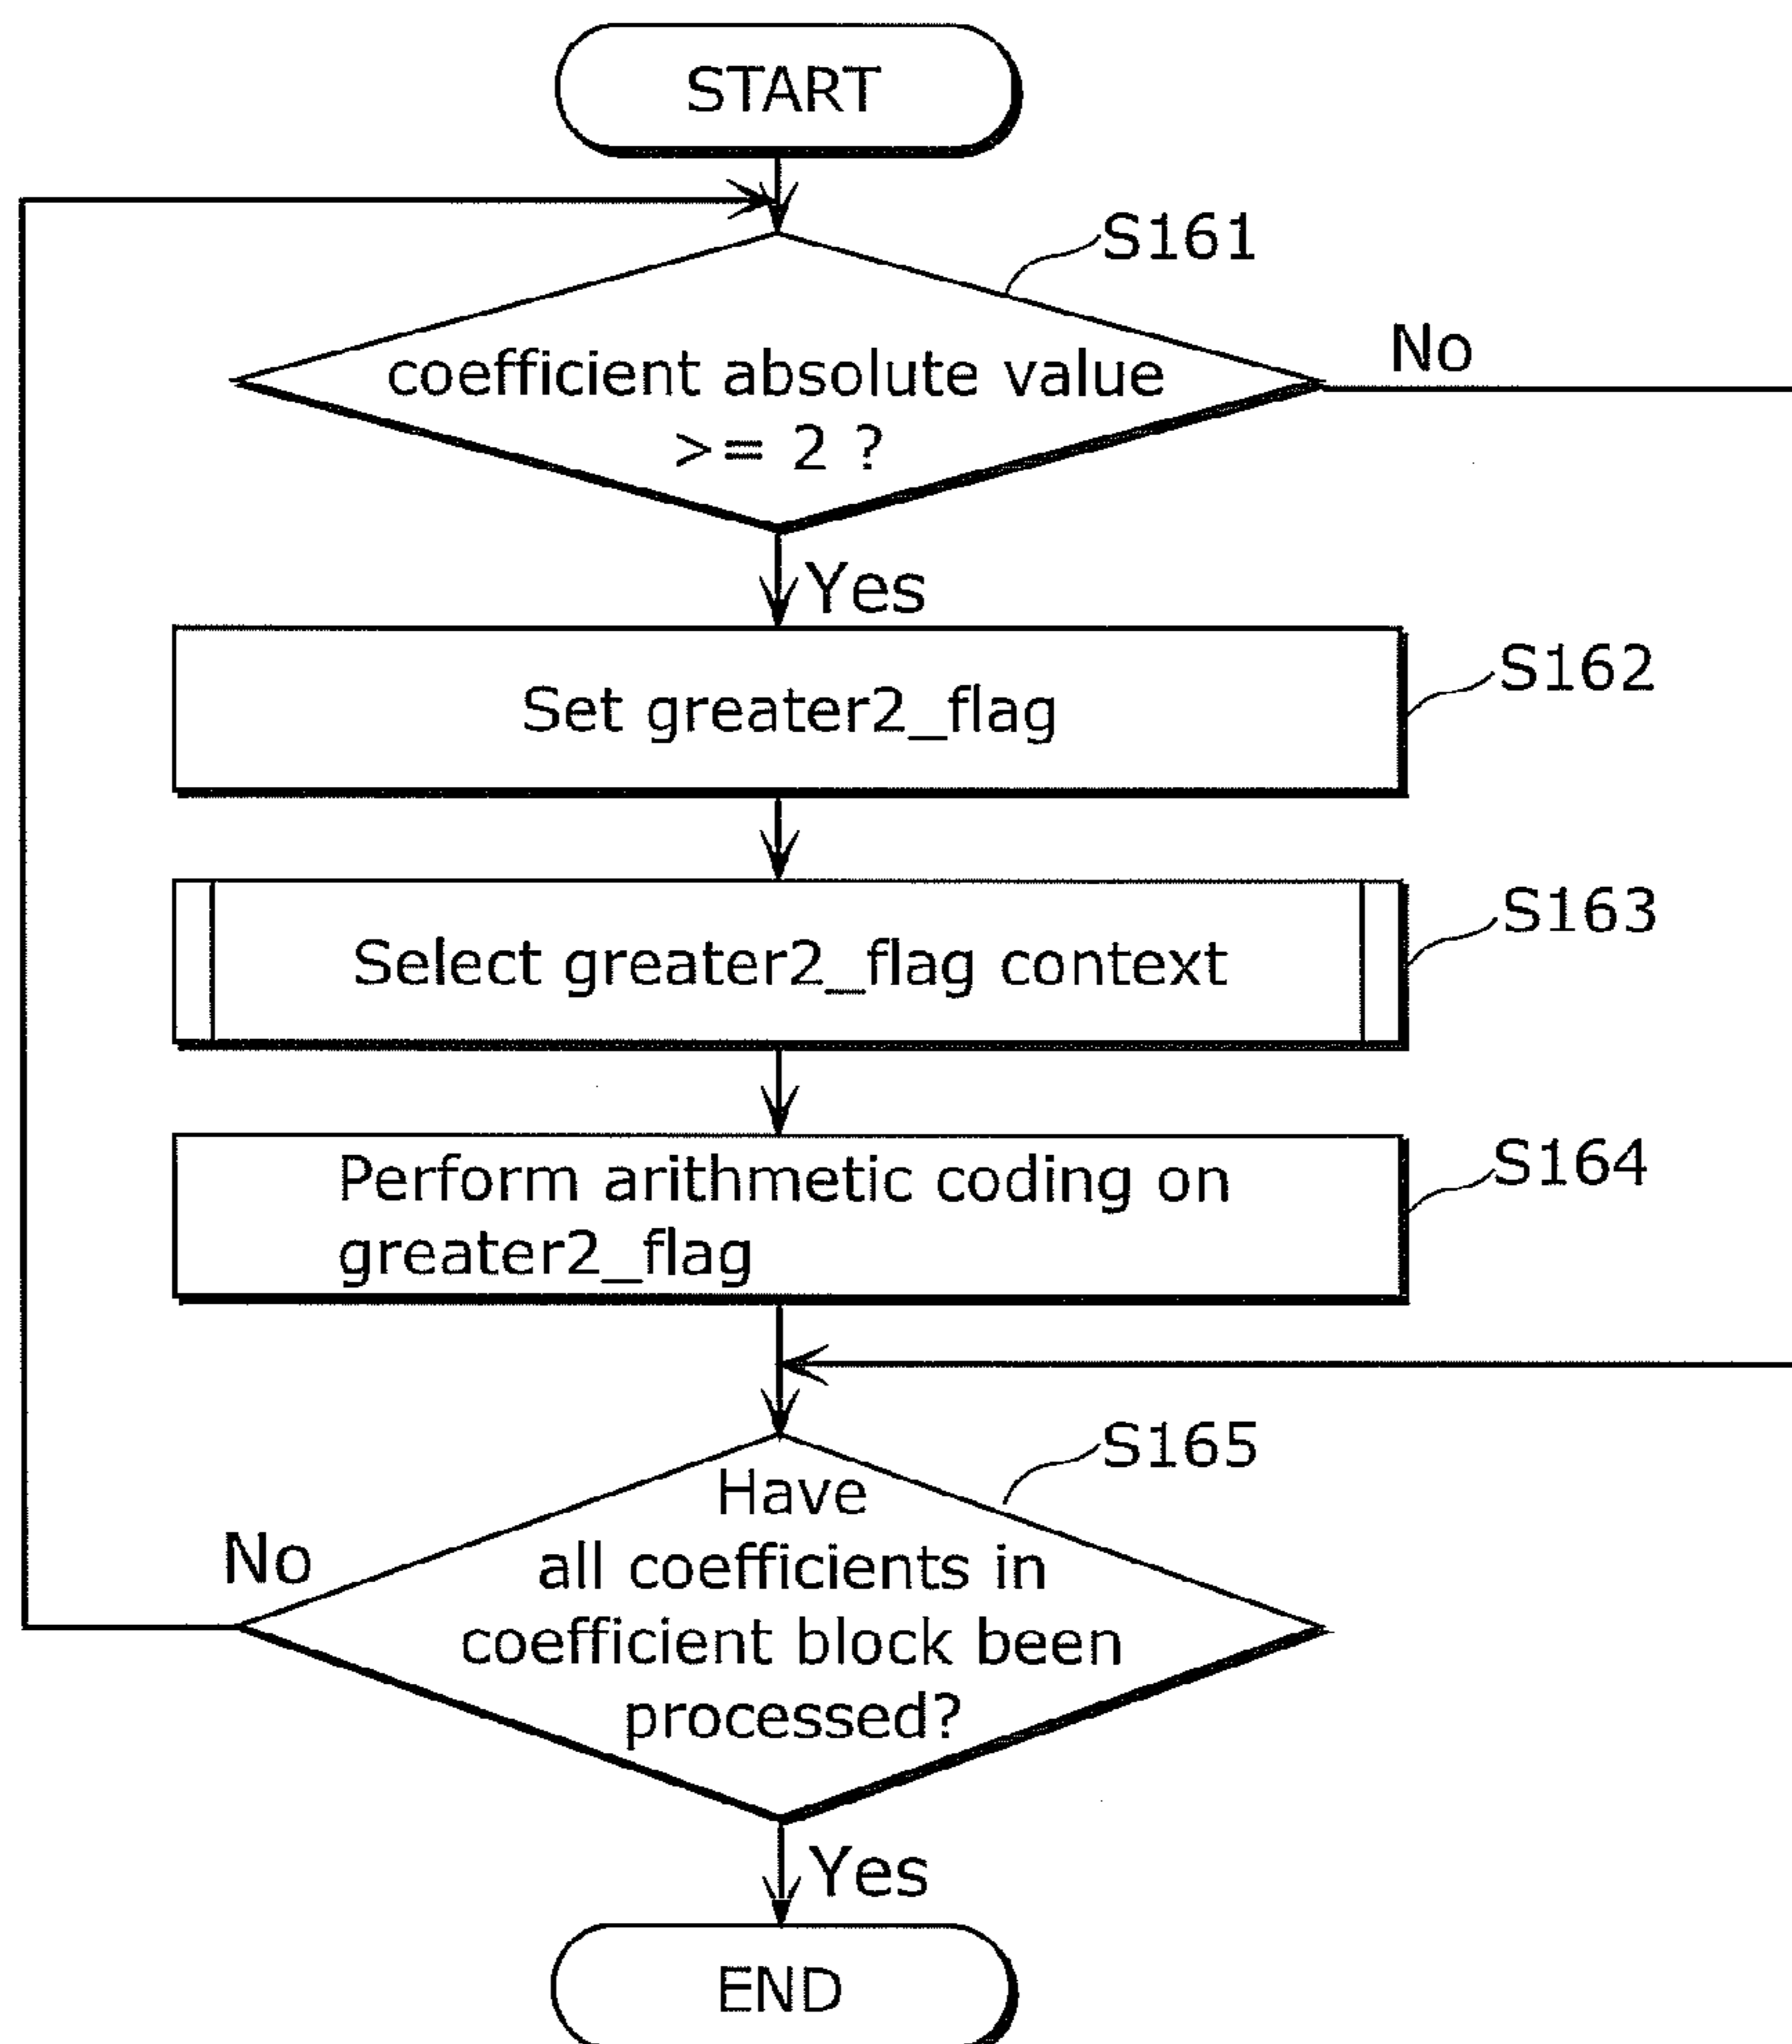 START
S161
coefficient absolute value
>= 2 ?
No
Yes
Set greater2_flag
S162
Select greater2_flag context
S163
Perform arithmetic coding on
greater2_flag
S164
S165
Have
all coefficients in
coefficient block been
processed?
No
Yes
END